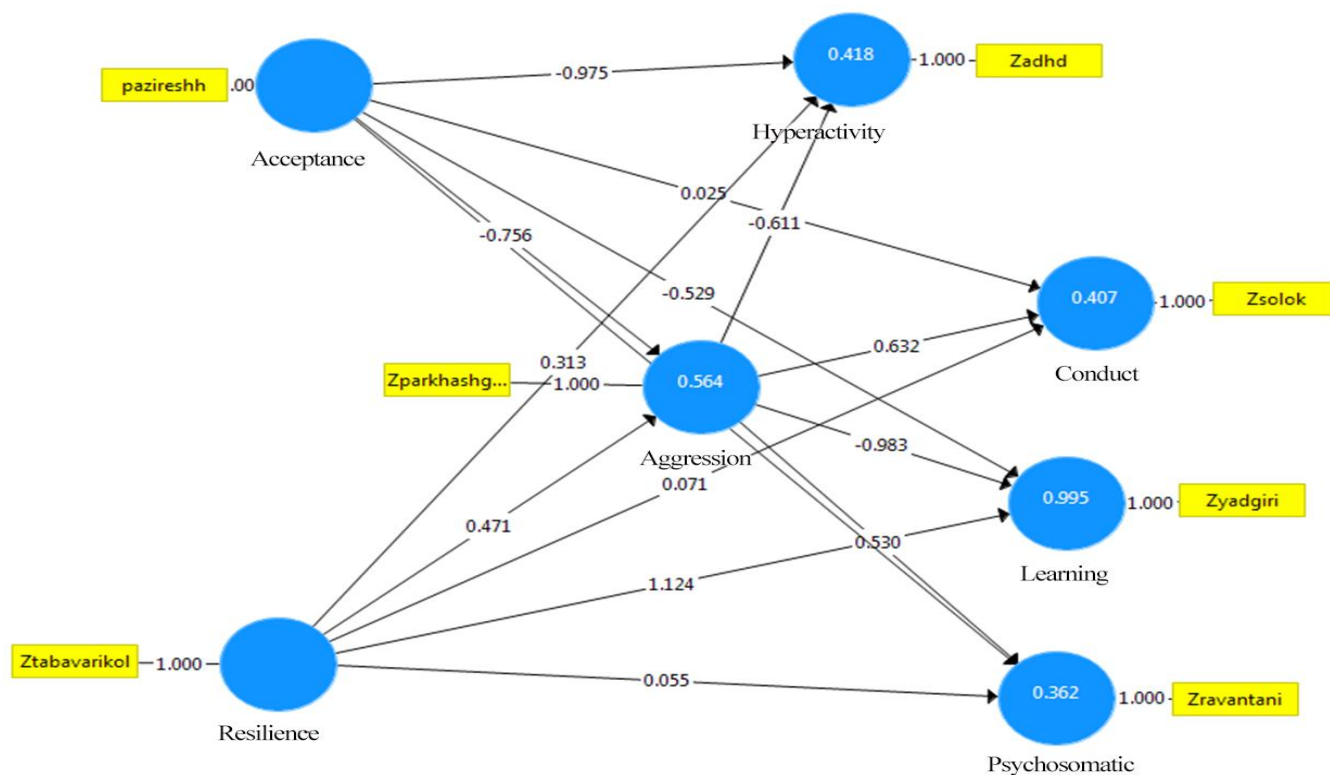 0.418
1.000
Zadhd
pazireshh
.00
-0.975
Hyperactivity
Acceptance
0.025
-0.756
-0.611
-0.529
0.407
1.000
Zsolok
0.632
0.313
Conduct
Zparkhashg...
1.000
0.564
-0.983
Aggression
0.071
0.995
1.000
Zyadgiri
0.471
0.530
Learning
1.124
Ztabavarikol
1.000
0.055
0.362
1.000
Zravantani
Resilience
Psychosomatic